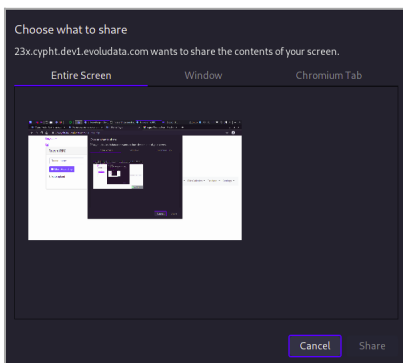 Choose what to share
23x.cypht.dev1.evoludata.com wants to share the contents of your screen.
Entire Screen Window Chromium Tab
Cancel Share